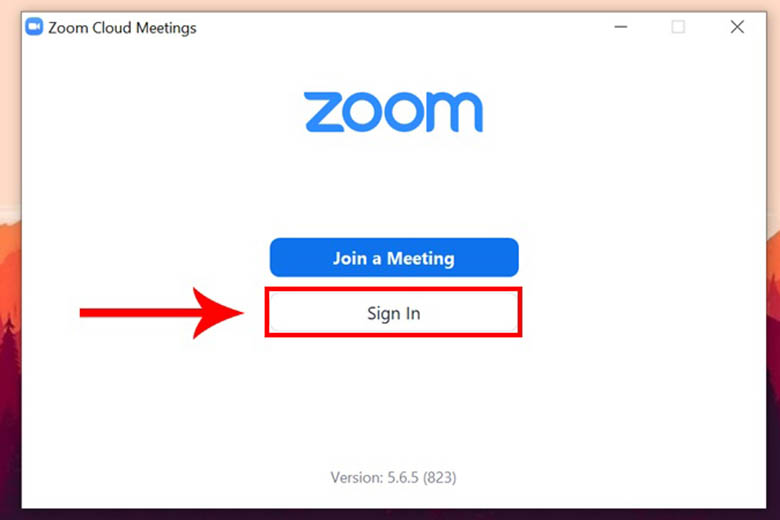 Zoom Cloud Meetings
zoom
Join a Meeting
Sign In
Version: 5.6.5 (823)